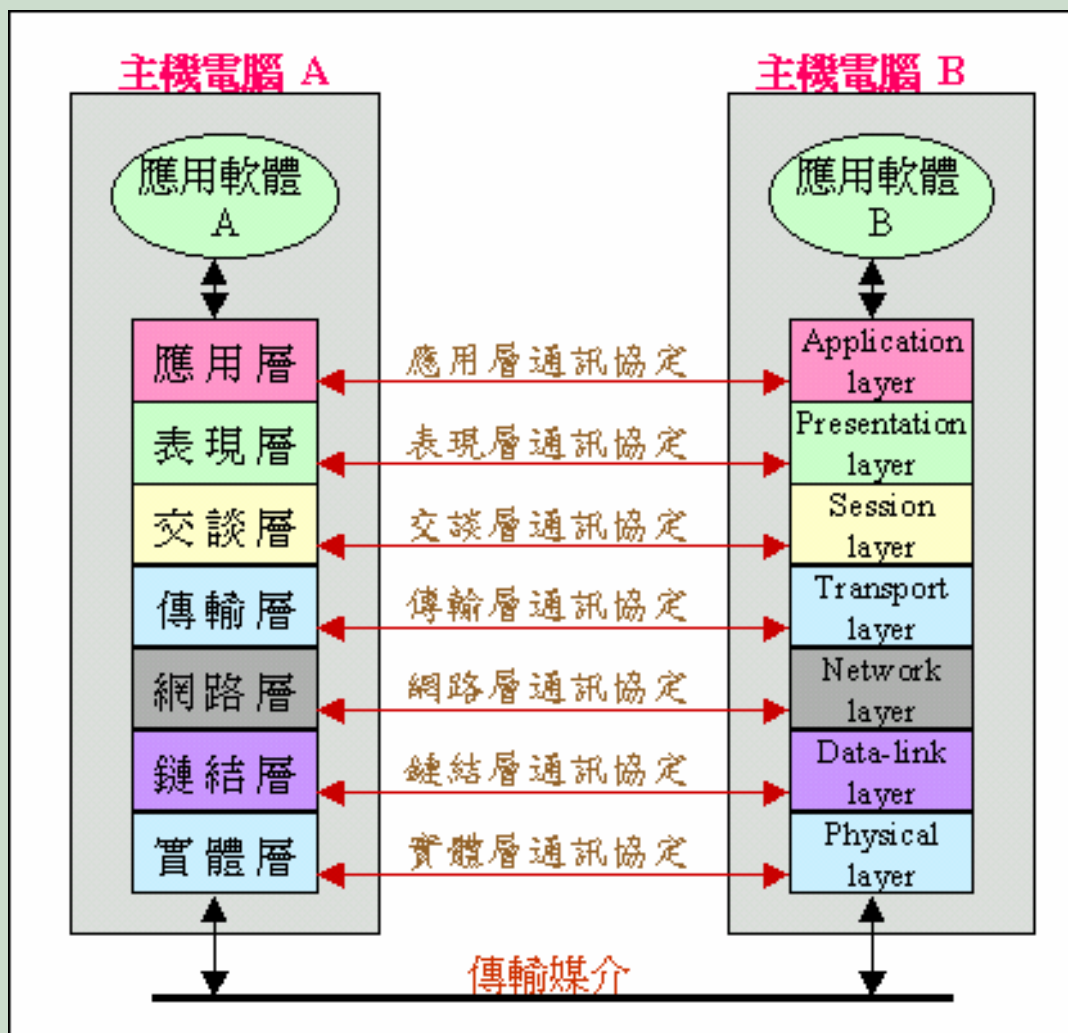 主機電腦 A
主機電腦 B
應用軟體
A
應用軟體
B
應用層
應用層通訊協定
Application
layer
表現層
表現層通訊協定
Presentation
layer
交談層
交談層通訊協定
Session
layer
傳輸層
傳輸層通訊協定
Transport
layer
網路層
網路層通訊協定
Network
layer
鏈結層
鏈結層通訊協定
Data-link
layer
實體層
實體層通訊協定
Physical
layer
傳輸媒介